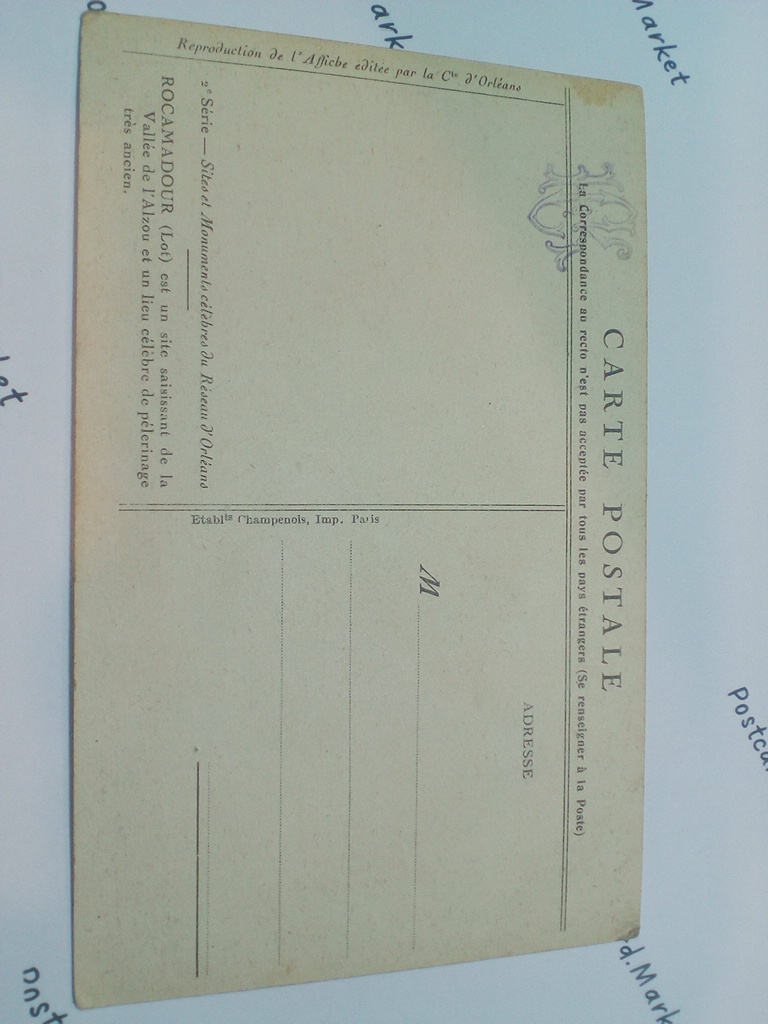 CARTE POSTALE
La Correspondance au recto n'est pas acceptée par tous les pays étrangers (Se renseigner à la Poste)
Reproduction de l'Affiche éditée par la Cie d'Orléans
2e Série — Sites et Monuments célèbres du Réseau d'Orléans
ROCAMADOUR (Lot) est un site saisissant de la
Vallée de l'Alzou et un lieu célèbre de pèlerinage
très ancien.
Etablts Champenois, Imp. Paris
ADRESSE
M
Market